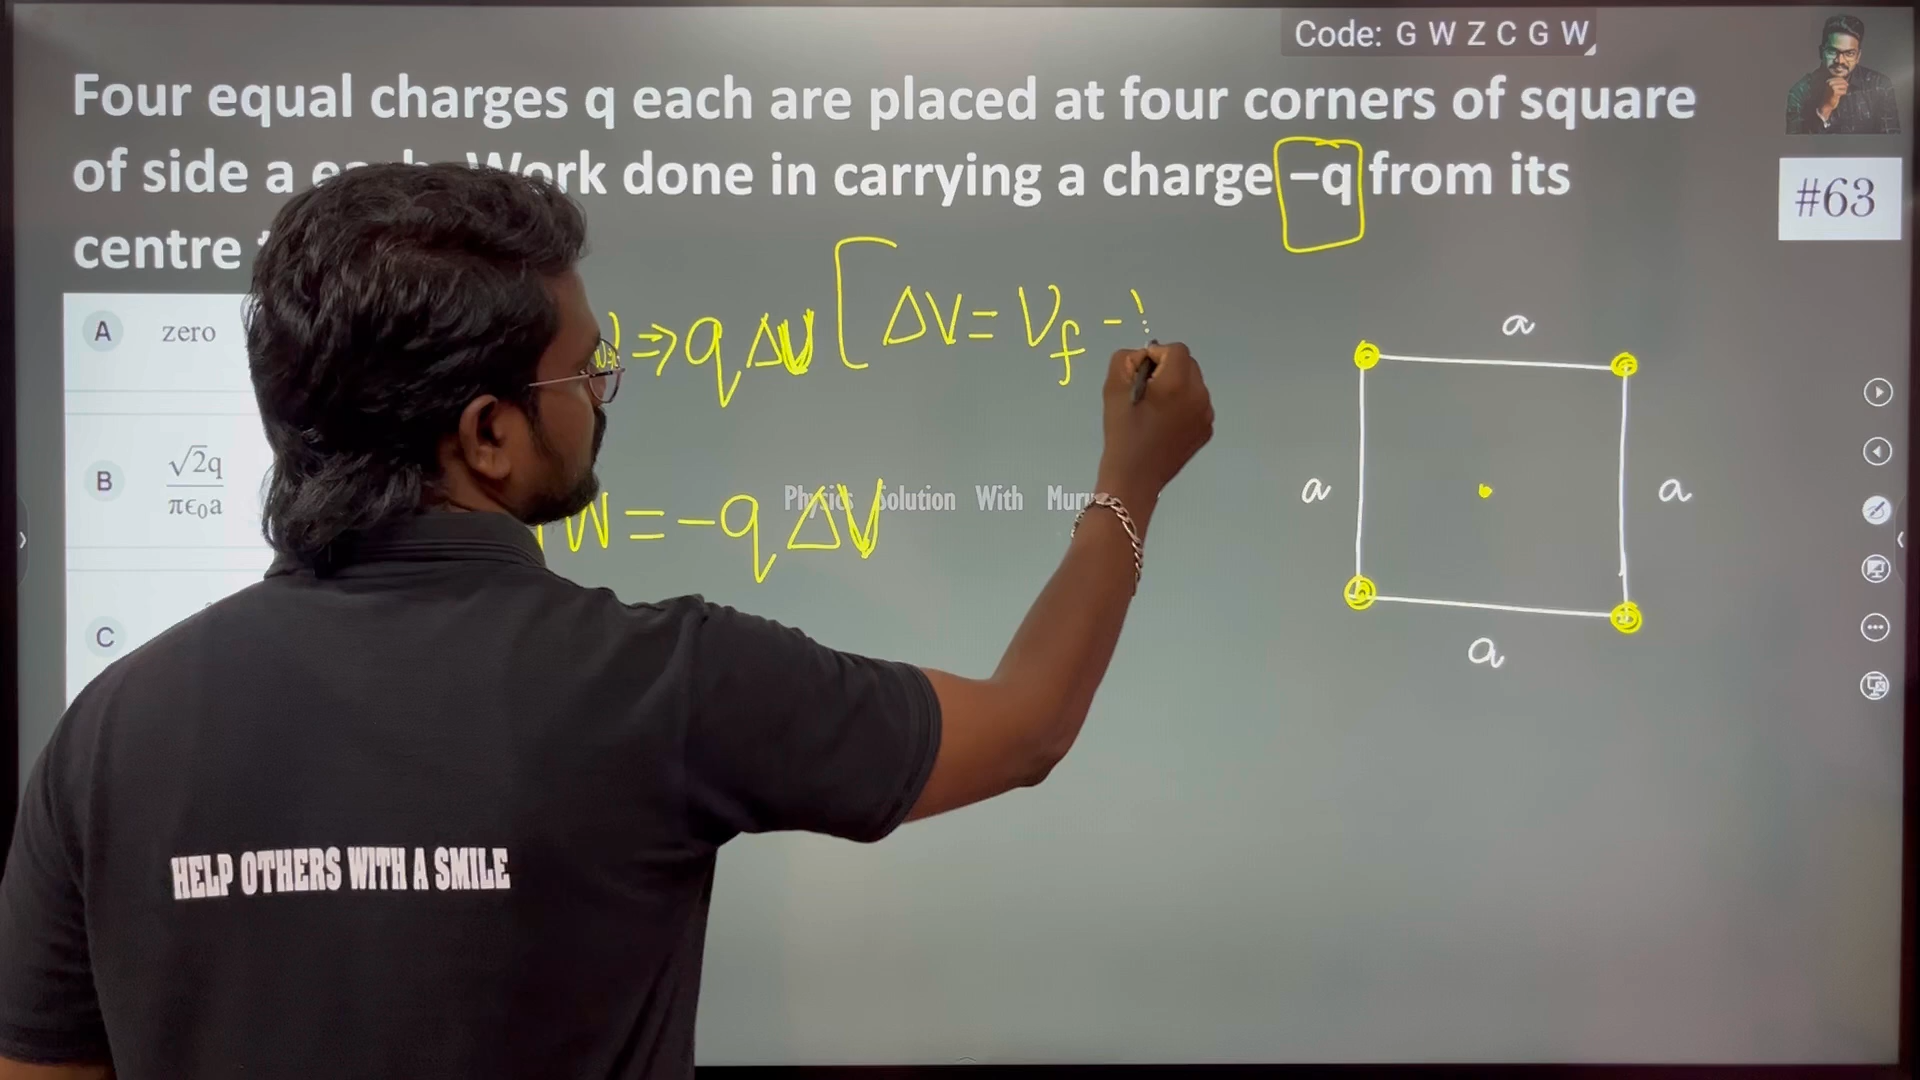 Code: G W Z C G W
Four equal charges q each are placed at four corners of square
of side a work done in carrying a charge −q from its
centre
#63
A zero
B √2q/πϵ₀a
C
⇒ q ΔV [ ΔV = Vf -
W = -q ΔV
Physics Solution With
a
a
a
a
HELP OTHERS WITH A SMILE